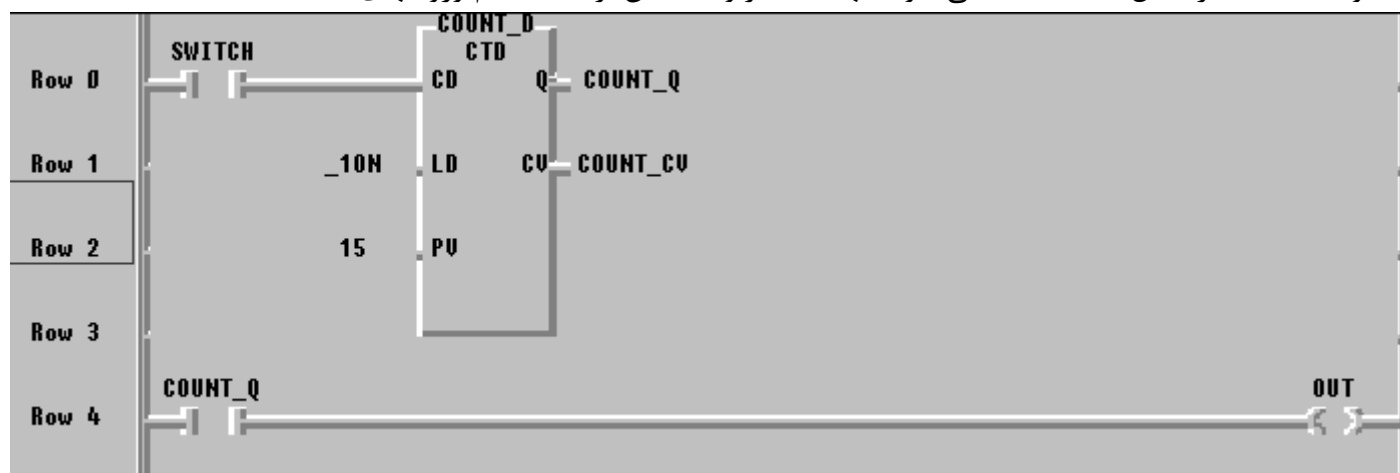 COUNT_D
SWITCH
CTD
Row 0
CD
Q
COUNT_Q
Row 1
_10N
LD
CV
COUNT_CV
Row 2
15
PV
Row 3
COUNT_Q
OUT
Row 4